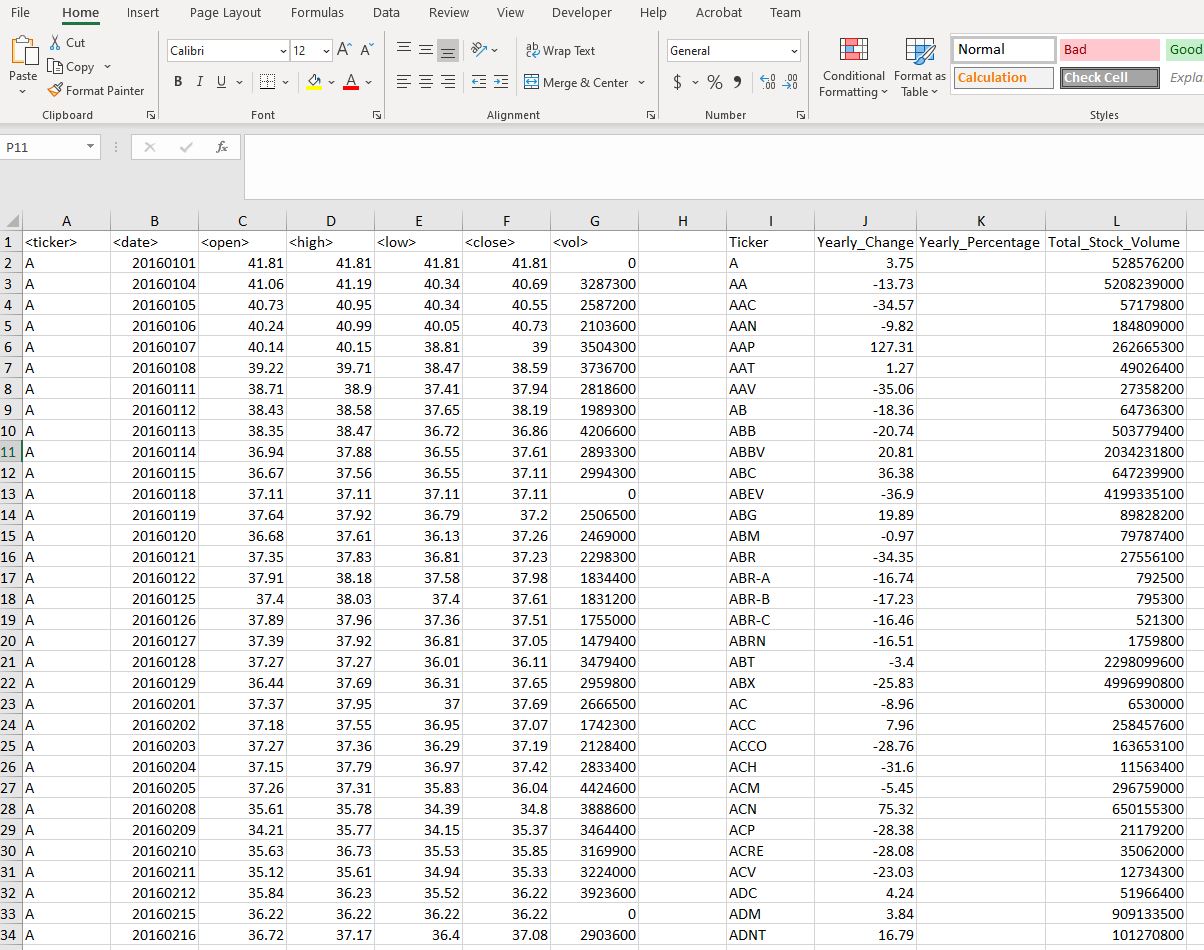 File Home Insert Page Layout Formulas Data Review View Developer Help Acrobat Team
Cut
Copy
Format Painter
Paste
Clipboard
Calibri 12 A A
B I U A
Font
ab Wrap Text
Merge & Center
Alignment
General
$ % 9 .00 .00
Number
Conditional Formatting
Format as Table
Normal Bad Good
Calculation Check Cell Expla
Styles
P11 fx
A B C D E F G H I J K L
1 <ticker> <date> <open> <high> <low> <close> <vol> Ticker Yearly_Change Yearly_Percentage Total_Stock_Volume
2 A 20160101 41.81 41.81 41.81 41.81 0 A 3.75 528576200
3 A 20160104 41.06 41.19 40.34 40.69 3287300 AA -13.73 5208239000
4 A 20160105 40.73 40.95 40.34 40.55 2587200 AAC -34.57 57179800
5 A 20160106 40.24 40.99 40.05 40.73 2103600 AAN -9.82 184809000
6 A 20160107 40.14 40.15 38.81 39 3504300 AAP 127.31 262665300
7 A 20160108 39.22 39.71 38.47 38.59 3736700 AAT 1.27 49026400
8 A 20160111 38.71 38.9 37.41 37.94 2818600 AAV -35.06 27358200
9 A 20160112 38.43 38.58 37.65 38.19 1989300 AB -18.36 64736300
10 A 20160113 38.35 38.47 36.72 36.86 4206600 ABB -20.74 503779400
11 A 20160114 36.94 37.88 36.55 37.61 2893300 ABBV 20.81 2034231800
12 A 20160115 36.67 37.56 36.55 37.11 2994300 ABC 36.38 647239900
13 A 20160118 37.11 37.11 37.11 37.11 0 ABEV -36.9 4199335100
14 A 20160119 37.64 37.92 36.79 37.2 2506500 ABG 19.89 89828200
15 A 20160120 36.68 37.61 36.13 37.26 2469000 ABM -0.97 79787400
16 A 20160121 37.35 37.83 36.81 37.23 2298300 ABR -34.35 27556100
17 A 20160122 37.91 38.18 37.58 37.98 1834400 ABR-A -16.74 792500
18 A 20160125 37.4 38.03 37.4 37.61 1831200 ABR-B -17.23 795300
19 A 20160126 37.89 37.96 37.36 37.51 1755000 ABR-C -16.46 521300
20 A 20160127 37.39 37.92 36.81 37.05 1479400 ABRN -16.51 1759800
21 A 20160128 37.27 37.27 36.01 36.11 3479400 ABT -3.4 2298099600
22 A 20160129 36.44 37.69 36.31 37.65 2959800 ABX -25.83 4996990800
23 A 20160201 37.37 37.95 37 37.69 2666500 AC -8.96 6530000
24 A 20160202 37.18 37.55 36.95 37.07 1742300 ACC 7.96 258457600
25 A 20160203 37.27 37.36 36.29 37.19 2128400 ACCO -28.76 163653100
26 A 20160204 37.15 37.79 36.97 37.42 2833400 ACH -31.6 11563400
27 A 20160205 37.26 37.31 35.83 36.04 4424600 ACM -5.45 296759000
28 A 20160208 35.61 35.78 34.39 34.8 3888600 ACN 75.32 650155300
29 A 20160209 34.21 35.77 34.15 35.37 3464400 ACP -28.38 21179200
30 A 20160210 35.63 36.73 35.53 35.85 3169900 ACRE -28.08 35062000
31 A 20160211 35.12 35.61 34.94 35.33 3224000 ACV -23.03 12734300
32 A 20160212 35.84 36.23 35.52 36.22 3923600 ADC 4.24 51966400
33 A 20160215 36.22 36.22 36.22 36.22 0 ADM 3.84 909133500
34 A 20160216 36.72 37.17 36.4 37.08 2903600 ADNT 16.79 101270800